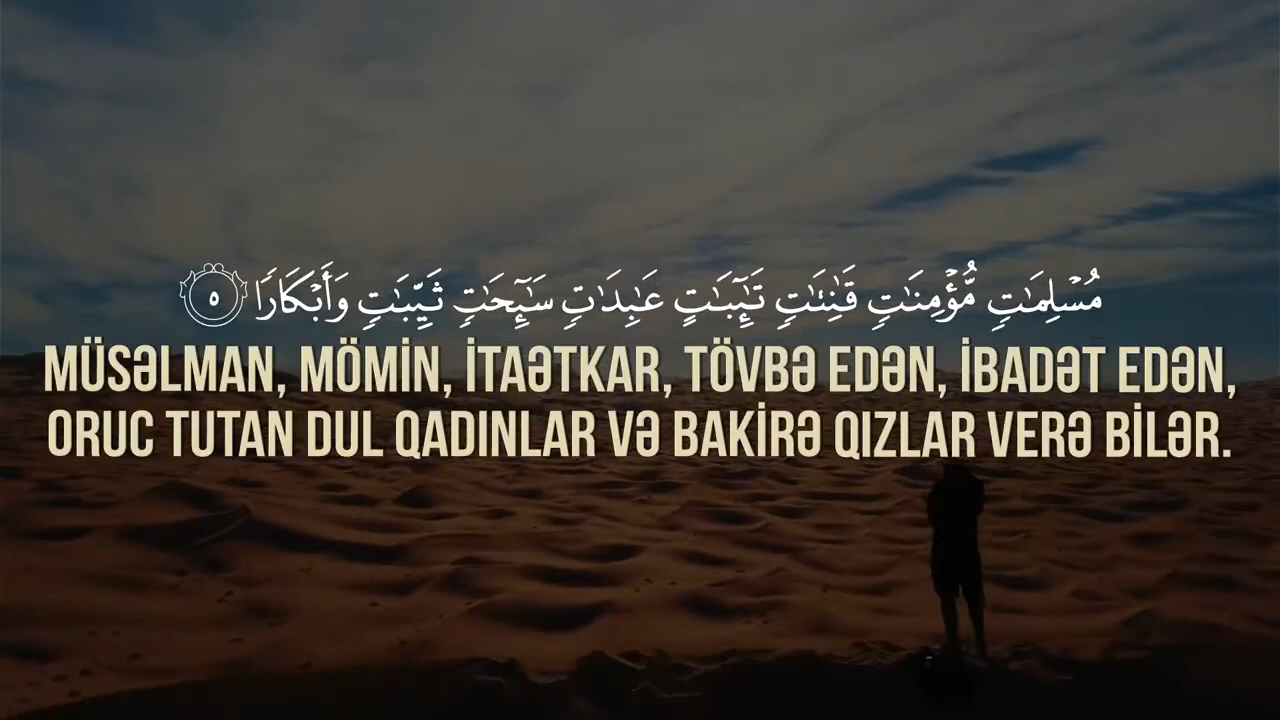 مُسۡلِمَٰتٖ مُّؤۡمِنَٰتٖ قَٰنِتَٰتٖ تَٰٓئِبَٰتٍ عَٰبِدَٰتٖ سَٰٓئِحَٰتٖ ثَيِّبَٰتٖ وَأَبۡكَارٗا ٥
MÜSƏLMAN, MÖMİN, İTAƏTKAR, TÖVBƏ EDƏN, İBADƏT EDƏN,
ORUC TUTAN DUL QADINLAR VƏ BAKİRƏ QIZLAR VERƏ BİLƏR.